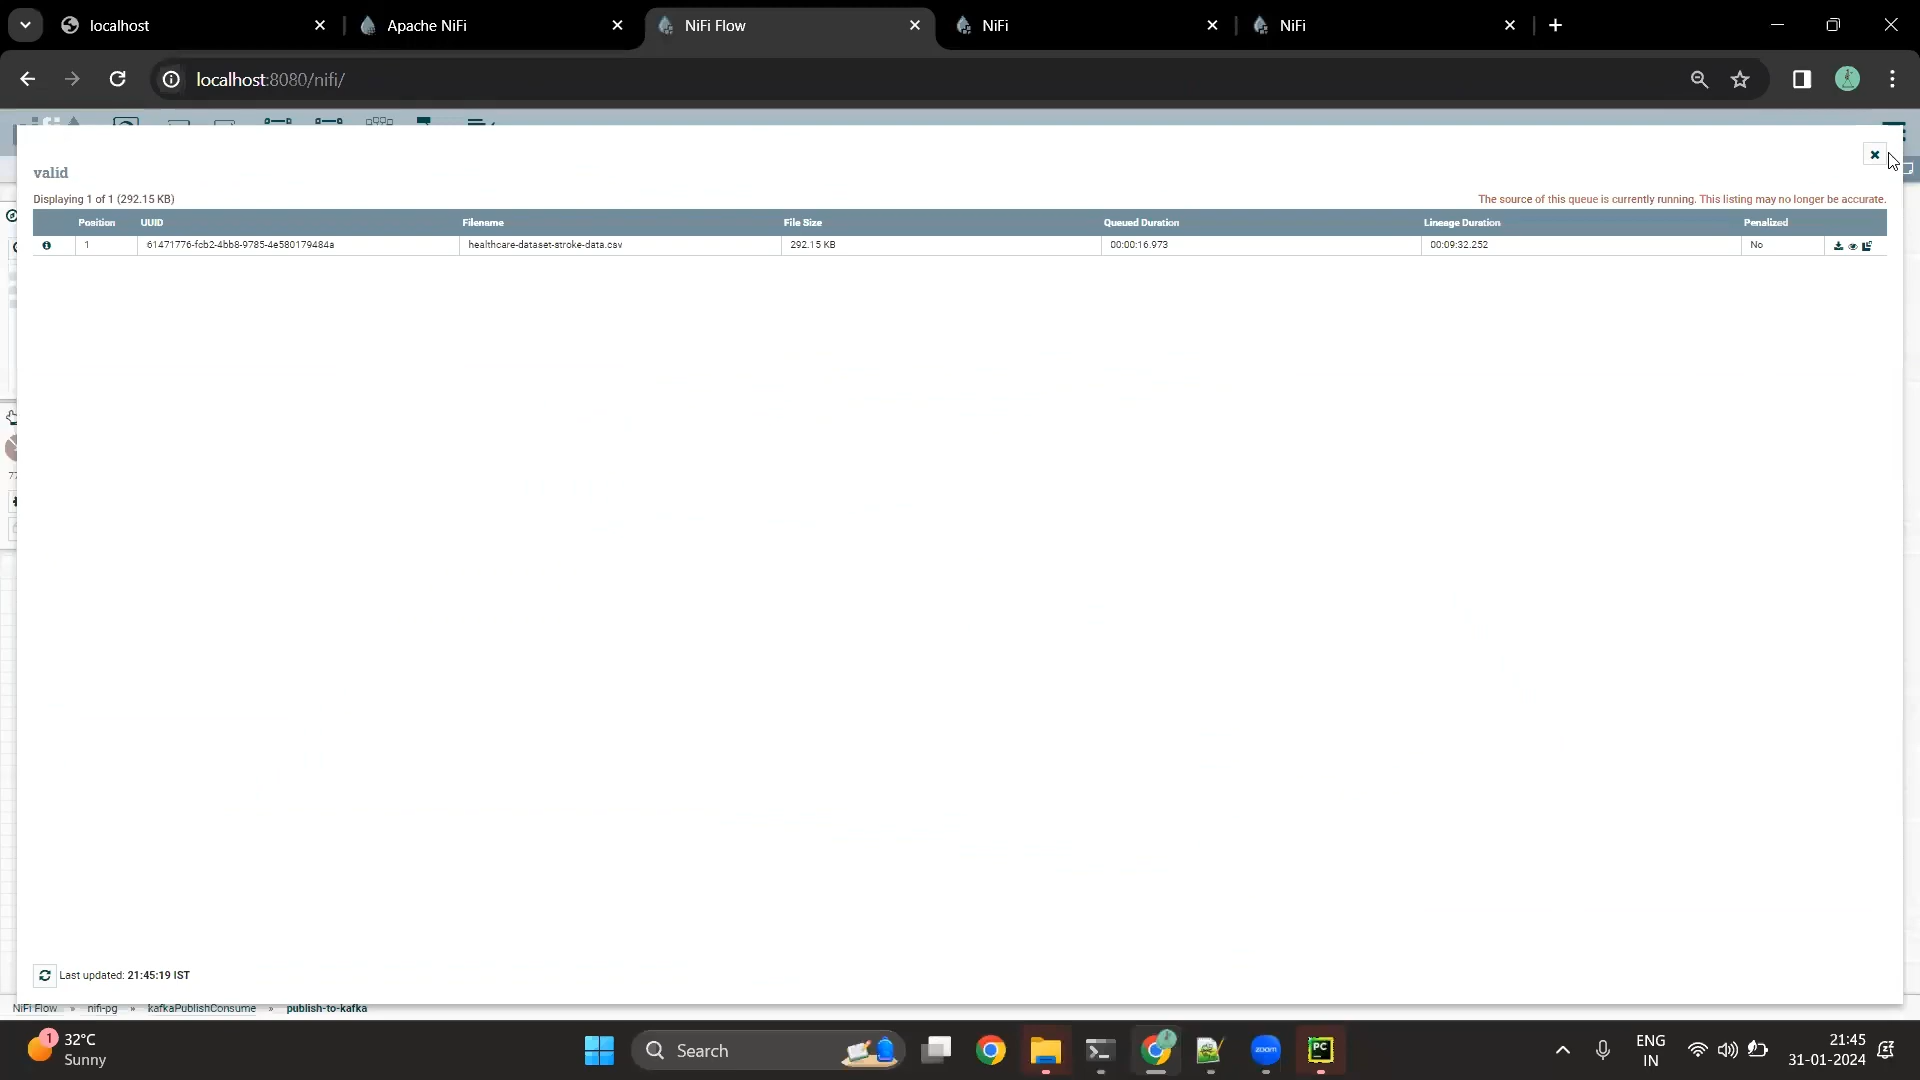 localhost
Apache NiFi
NiFi Flow
NiFi
NiFi
localhost:8080/nifi/
valid
Displaying 1 of 1 (292.15 KB)
The source of this queue is currently running. This listing may no longer be accurate.
Position UUID Filename File Size Queued Duration Lineage Duration Penalized
1 61471776-fcb2-4bb8-9785-4e580179484a healthcare-dataset-stroke-data.csv 292.15 KB 00:00:16.973 00:09:32.252 No
77
Last updated: 21:45:19 IST
NiFi Flow » nifi-pg » kafkaPublishConsume » publish-to-kafka
1
32°C
Sunny
Search
zoom
PC
ENG
IN
21:45
31-01-2024